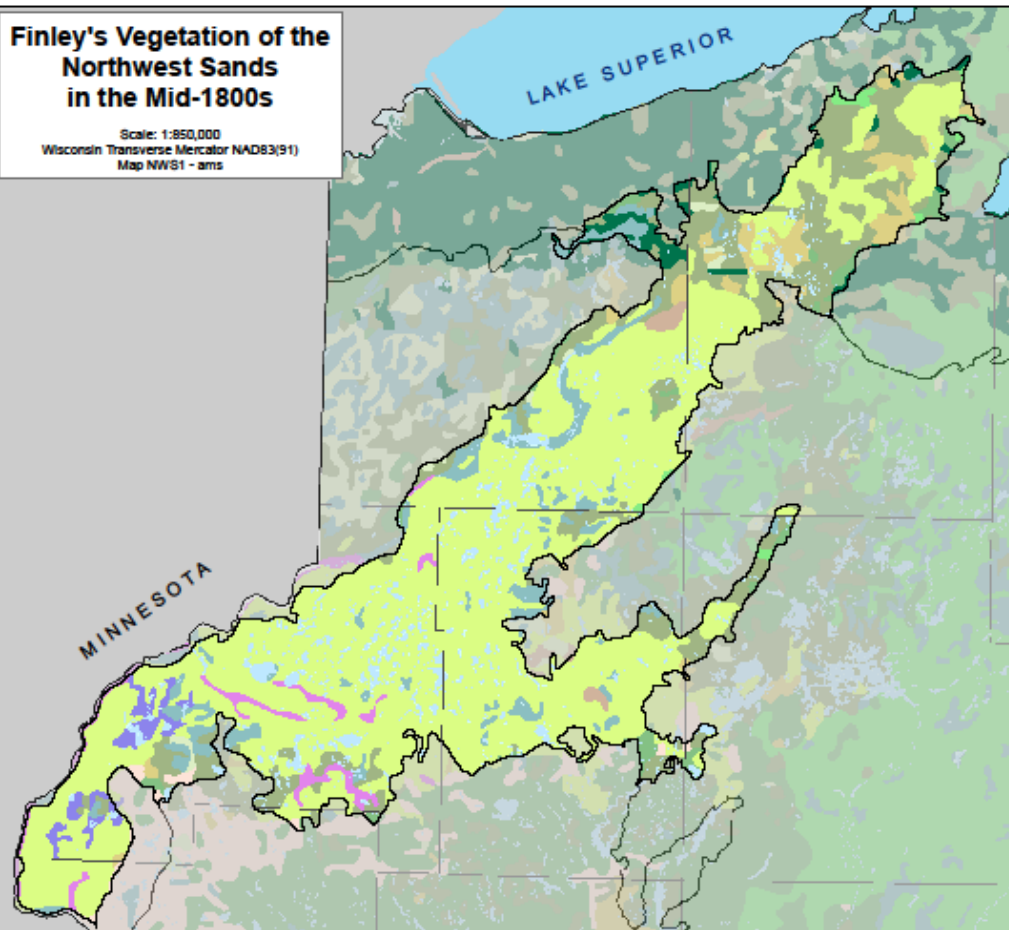 Finley's Vegetation of the
Northwest Sands
in the Mid-1800s
Scale: 1:850,000
Wisconsin Transverse Mercator NAD83(91)
Map NWS1 - ams
LAKE SUPERIOR
MINNESOTA